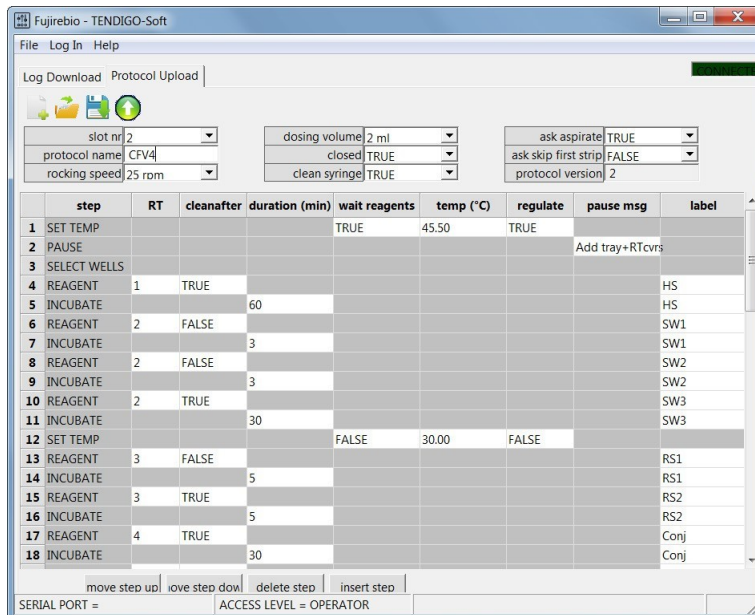 Fujirebio - TENDIGO-Soft
File Log In Help
Log Download Protocol Upload
CONNECTE
slot nr 2 dosing volume 2 ml ask aspirate TRUE
protocol name CFV4 closed TRUE ask skip first strip FALSE
rocking speed 25 rpm clean syringe TRUE protocol version 2
step RT cleanafter duration (min) wait reagents temp (°C) regulate pause msg label
1 SET TEMP TRUE 45.50 TRUE
2 PAUSE Add tray+RTcvrs
3 SELECT WELLS
4 REAGENT 1 TRUE HS
5 INCUBATE 60 HS
6 REAGENT 2 FALSE SW1
7 INCUBATE 3 SW1
8 REAGENT 2 FALSE SW2
9 INCUBATE 3 SW2
10 REAGENT 2 TRUE SW3
11 INCUBATE 30 SW3
12 SET TEMP FALSE 30.00 FALSE
13 REAGENT 3 FALSE RS1
14 INCUBATE 5 RS1
15 REAGENT 3 TRUE RS2
16 INCUBATE 5 RS2
17 REAGENT 4 TRUE Conj
18 INCUBATE 30 Conj
move step up ove step dow delete step insert step
SERIAL PORT = ACCESS LEVEL = OPERATOR